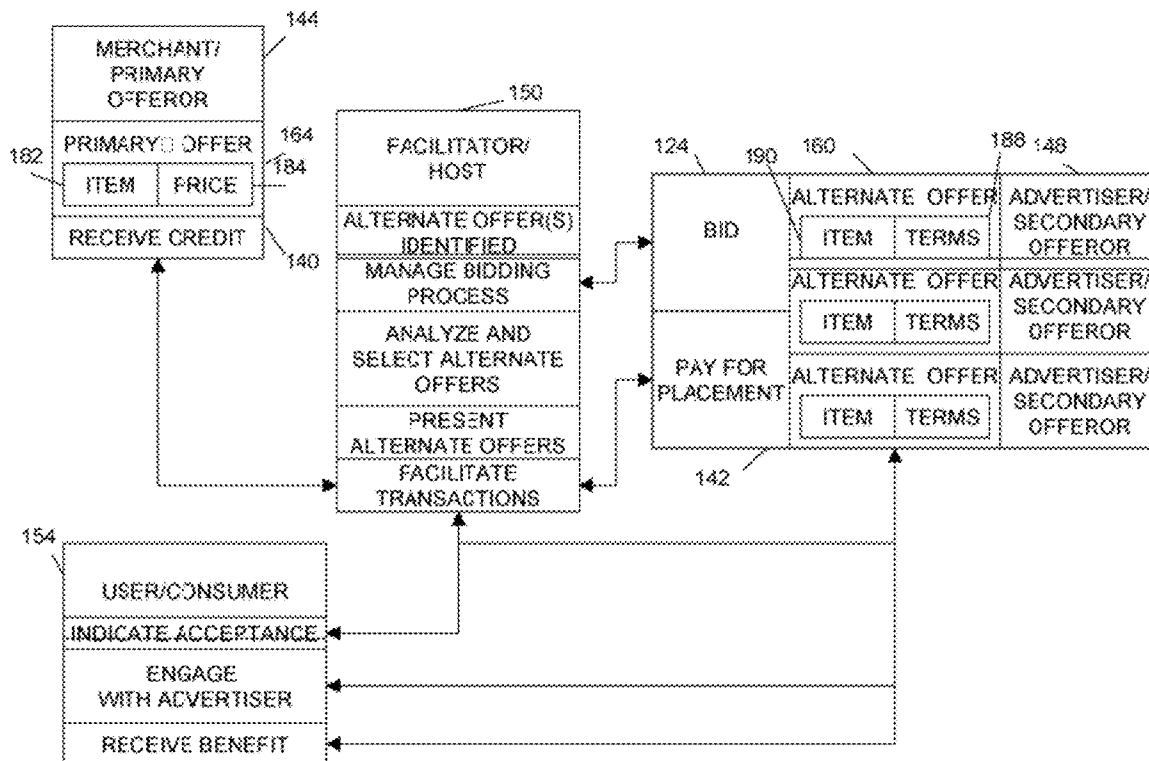 144
MERCHANT/
PRIMARY
OFFEROR
PRIMARY□ OFFER
164
162
ITEM
PRICE
184
RECEIVE CREDIT
140
150
FACILITATOR/
HOST
ALTERNATE OFFER(S)
IDENTIFIED
MANAGE BIDDING
PROCESS
ANALYZE AND
SELECT ALTERNATE
OFFERS
PRESENT
ALTERNATE OFFERS
FACILITATE
TRANSACTIONS
124
190
160
188
148
BID
PAY FOR
PLACEMENT
142
ALTERNATE OFFER
ITEM
TERMS
ADVERTISER/
SECONDARY
OFFEROR
ALTERNATE OFFER
ITEM
TERMS
ADVERTISER/
SECONDARY
OFFEROR
ALTERNATE OFFER
ITEM
TERMS
ADVERTISER/
SECONDARY
OFFEROR
154
USER/CONSUMER
INDICATE ACCEPTANCE
ENGAGE
WITH ADVERTISER
RECEIVE BENEFIT